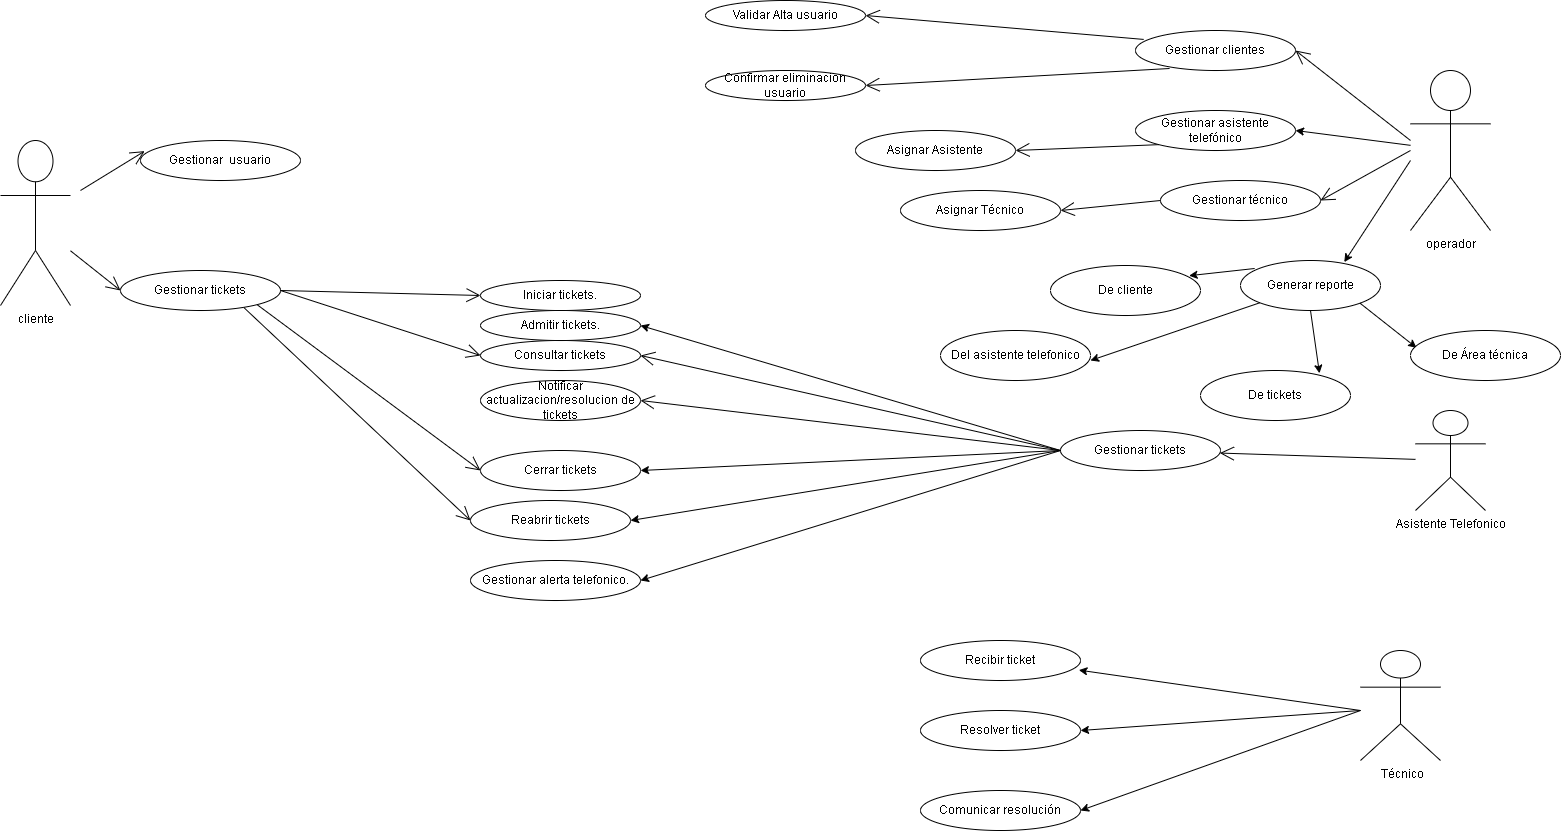 Validar Alta usuario
Gestionar clientes
Confirmar eliminacion
usuario
Gestionar asistente
telefónico
Asignar Asistente
Gestionar usuario
Gestionar técnico
Asignar Técnico
operador
De cliente
Generar reporte
Gestionar tickets
Iniciar tickets.
cliente
Admitir tickets.
Consultar tickets
Del asistente telefonico
De Área técnica
Notificar
actualizacion/resolucion de
tickets
De tickets
Gestionar tickets
Cerrar tickets
Reabrir tickets
Asistente Telefonico
Gestionar alerta telefonico.
Recibir ticket
Resolver ticket
Técnico
Comunicar resolución